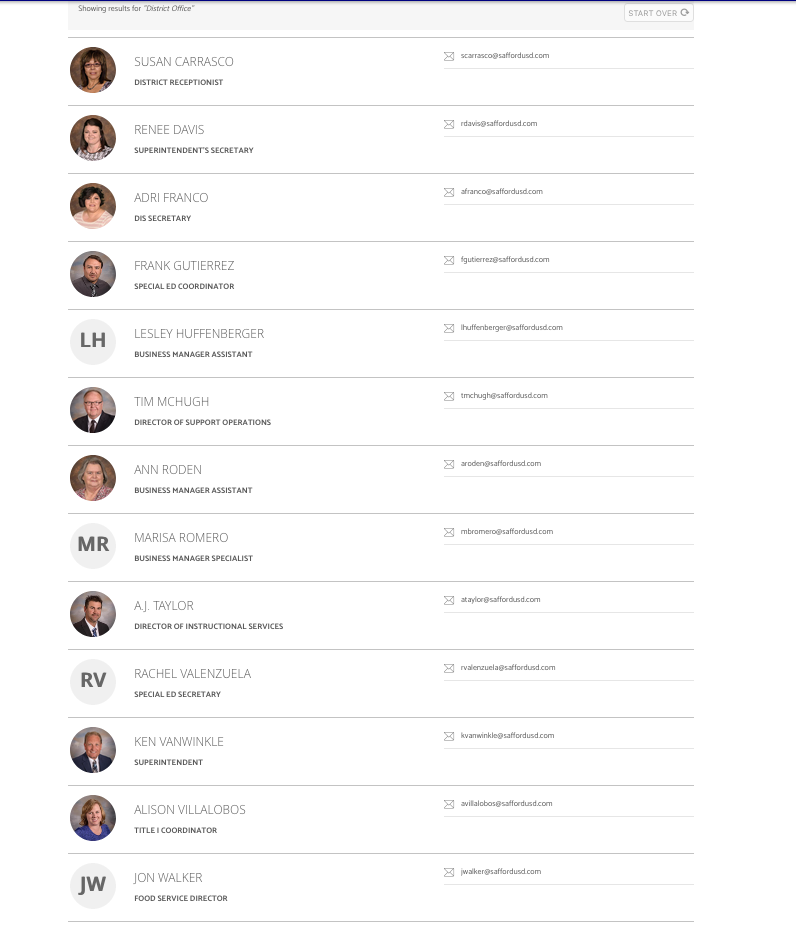 Showing results for "District Office"
START OVER
SUSAN CARRASCO
DISTRICT RECEPTIONIST
scarrasco@saffordusd.com
RENEE DAVIS
SUPERINTENDENT'S SECRETARY
rdavis@saffordusd.com
ADRI FRANCO
DIS SECRETARY
afranco@saffordusd.com
FRANK GUTIERREZ
SPECIAL ED COORDINATOR
fgutierrez@saffordusd.com
LH
LESLEY HUFFENBERGER
BUSINESS MANAGER ASSISTANT
lhuffenberger@saffordusd.com
TIM MCHUGH
DIRECTOR OF SUPPORT OPERATIONS
tmchugh@saffordusd.com
ANN RODEN
BUSINESS MANAGER ASSISTANT
aroden@saffordusd.com
MR
MARISA ROMERO
BUSINESS MANAGER SPECIALIST
mbromero@saffordusd.com
A.J. TAYLOR
DIRECTOR OF INSTRUCTIONAL SERVICES
ataylor@saffordusd.com
RV
RACHEL VALENZUELA
SPECIAL ED SECRETARY
rvalenzuela@saffordusd.com
KEN VANWINKLE
SUPERINTENDENT
kvanwinkle@saffordusd.com
ALISON VILLALOBOS
TITLE I COORDINATOR
avillalobos@saffordusd.com
JW
JON WALKER
FOOD SERVICE DIRECTOR
jwalker@saffordusd.com